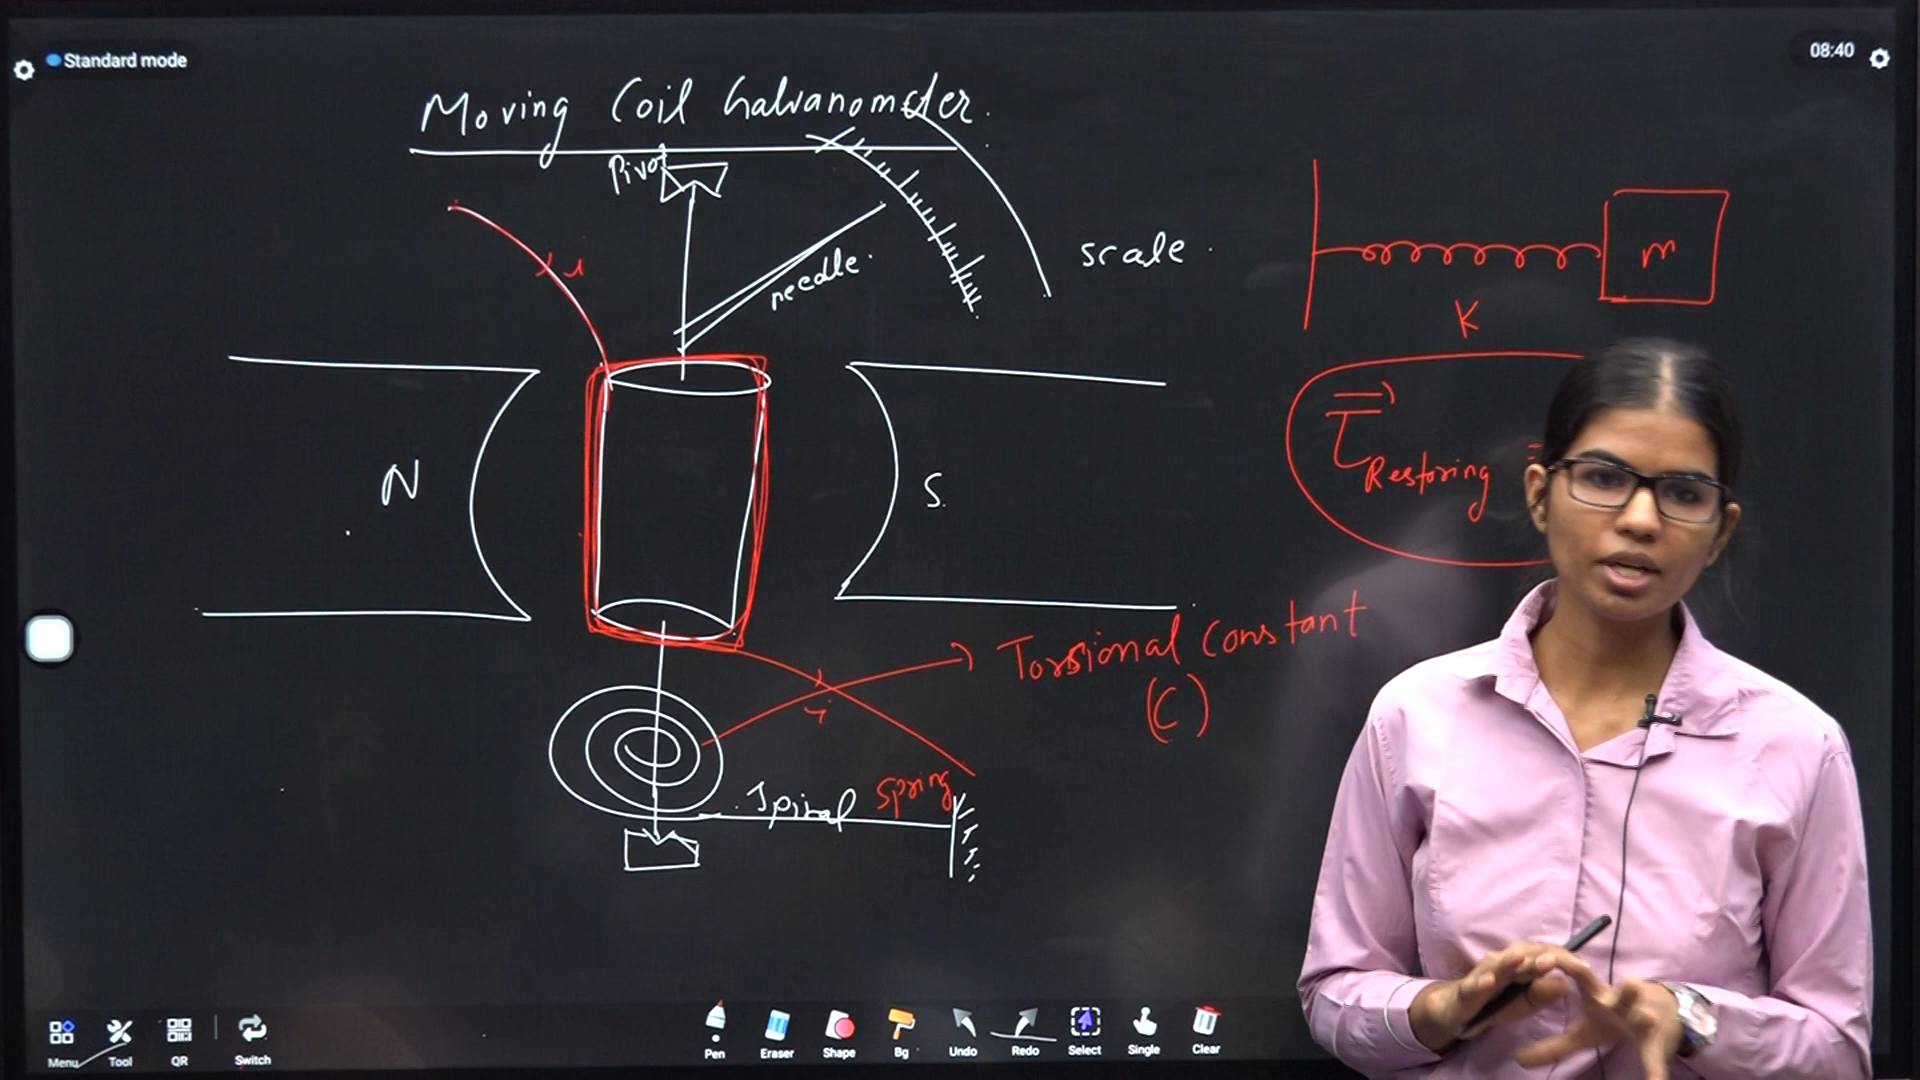 Standard mode
08:40
Moving Coil Galvanometer.
Pivot
needle.
scale.
m
K
τ Restoring =
N
S
Torsional Constant
(C)
i
Spiral Spring
Menu Tool QR Switch Pen Eraser Shape Bg Undo Redo Select Single Clear